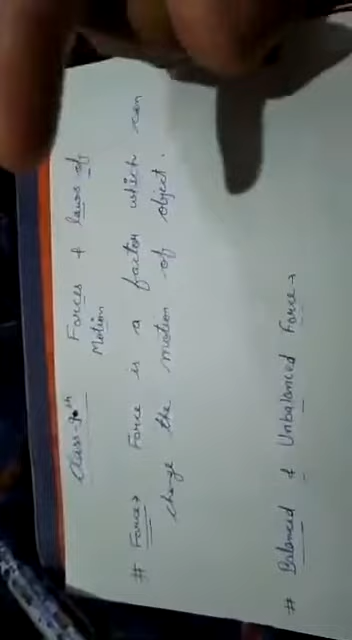 Class-9th Forces & laws of
Motion
# Force → Force is a factor which can
change the motion of object.
# Balanced & Unbalanced Force →